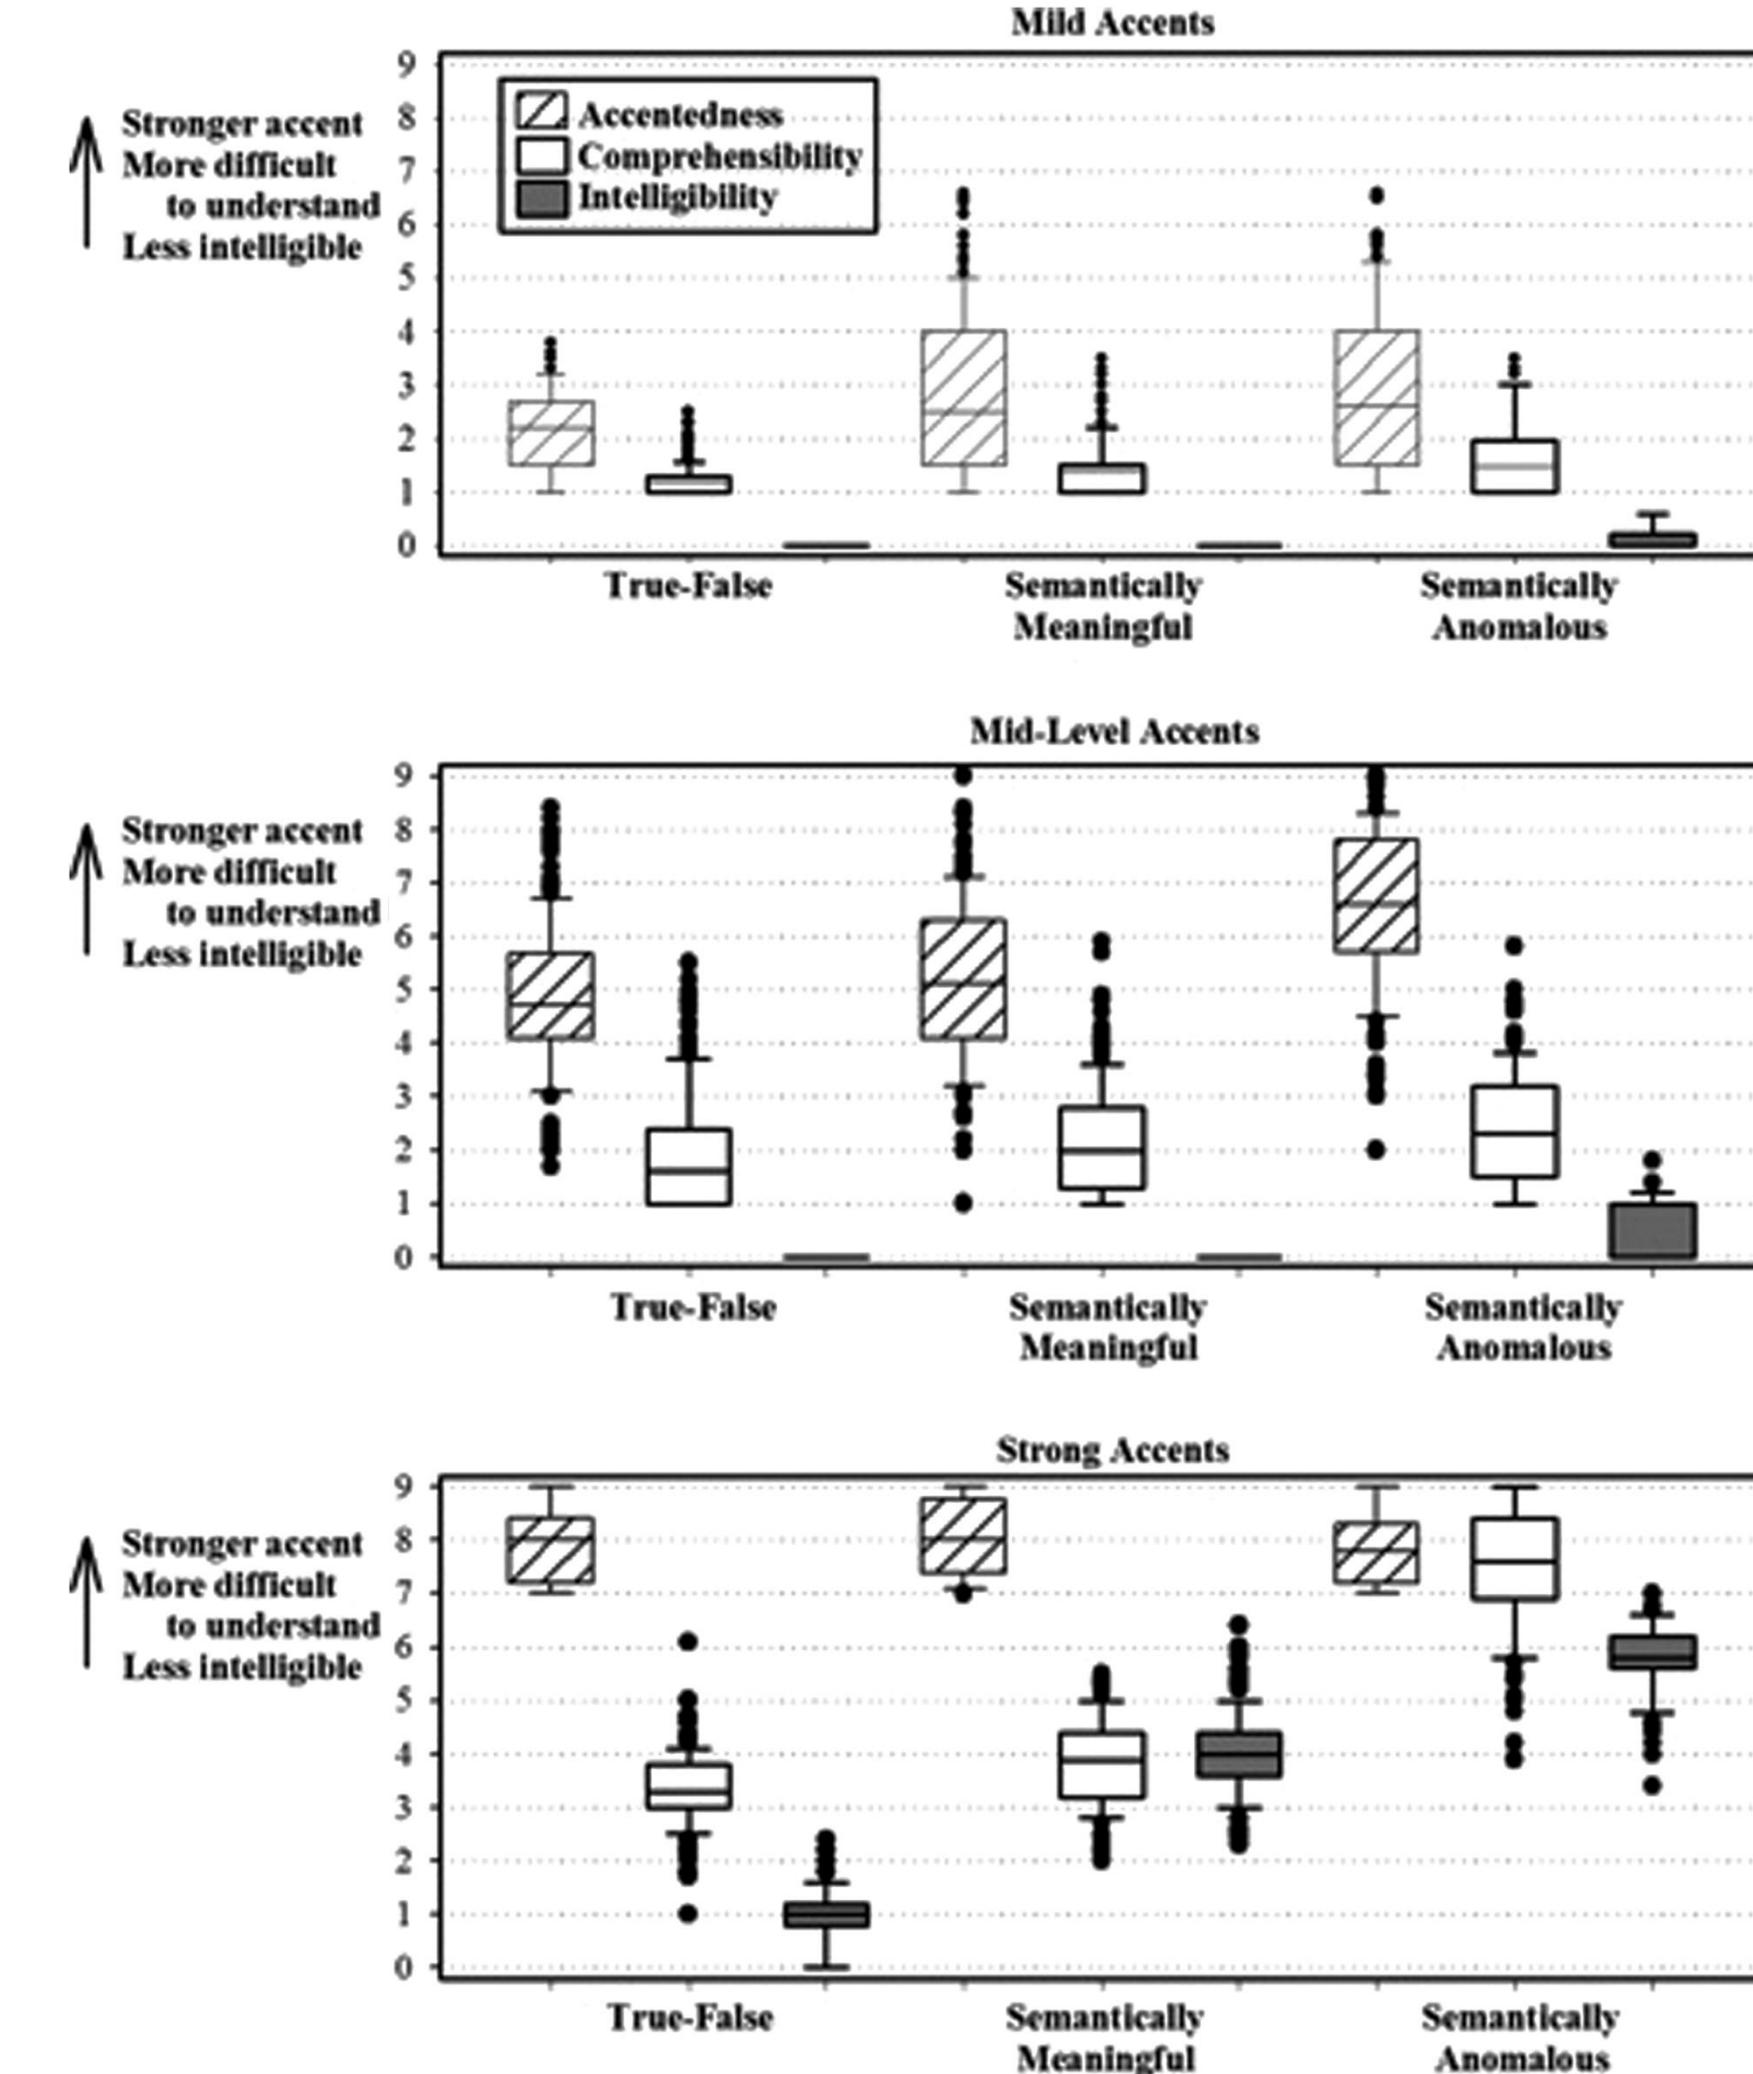 Mild Accents
9
8
7
6
5
4
3
2
1
0
Stronger accent
More difficult
to understand
Less intelligible
Accentedness
Comprehensibility
Intelligibility
True-False
Semantically
Meaningful
Semantically
Anomalous
Mid-Level Accents
9
8
7
6
5
4
3
2
1
0
Stronger accent
More difficult
to understand
Less intelligible
True-False
Semantically
Meaningful
Semantically
Anomalous
Strong Accents
9
8
7
6
5
4
3
2
1
0
Stronger accent
More difficult
to understand
Less intelligible
True-False
Semantically
Meaningful
Semantically
Anomalous